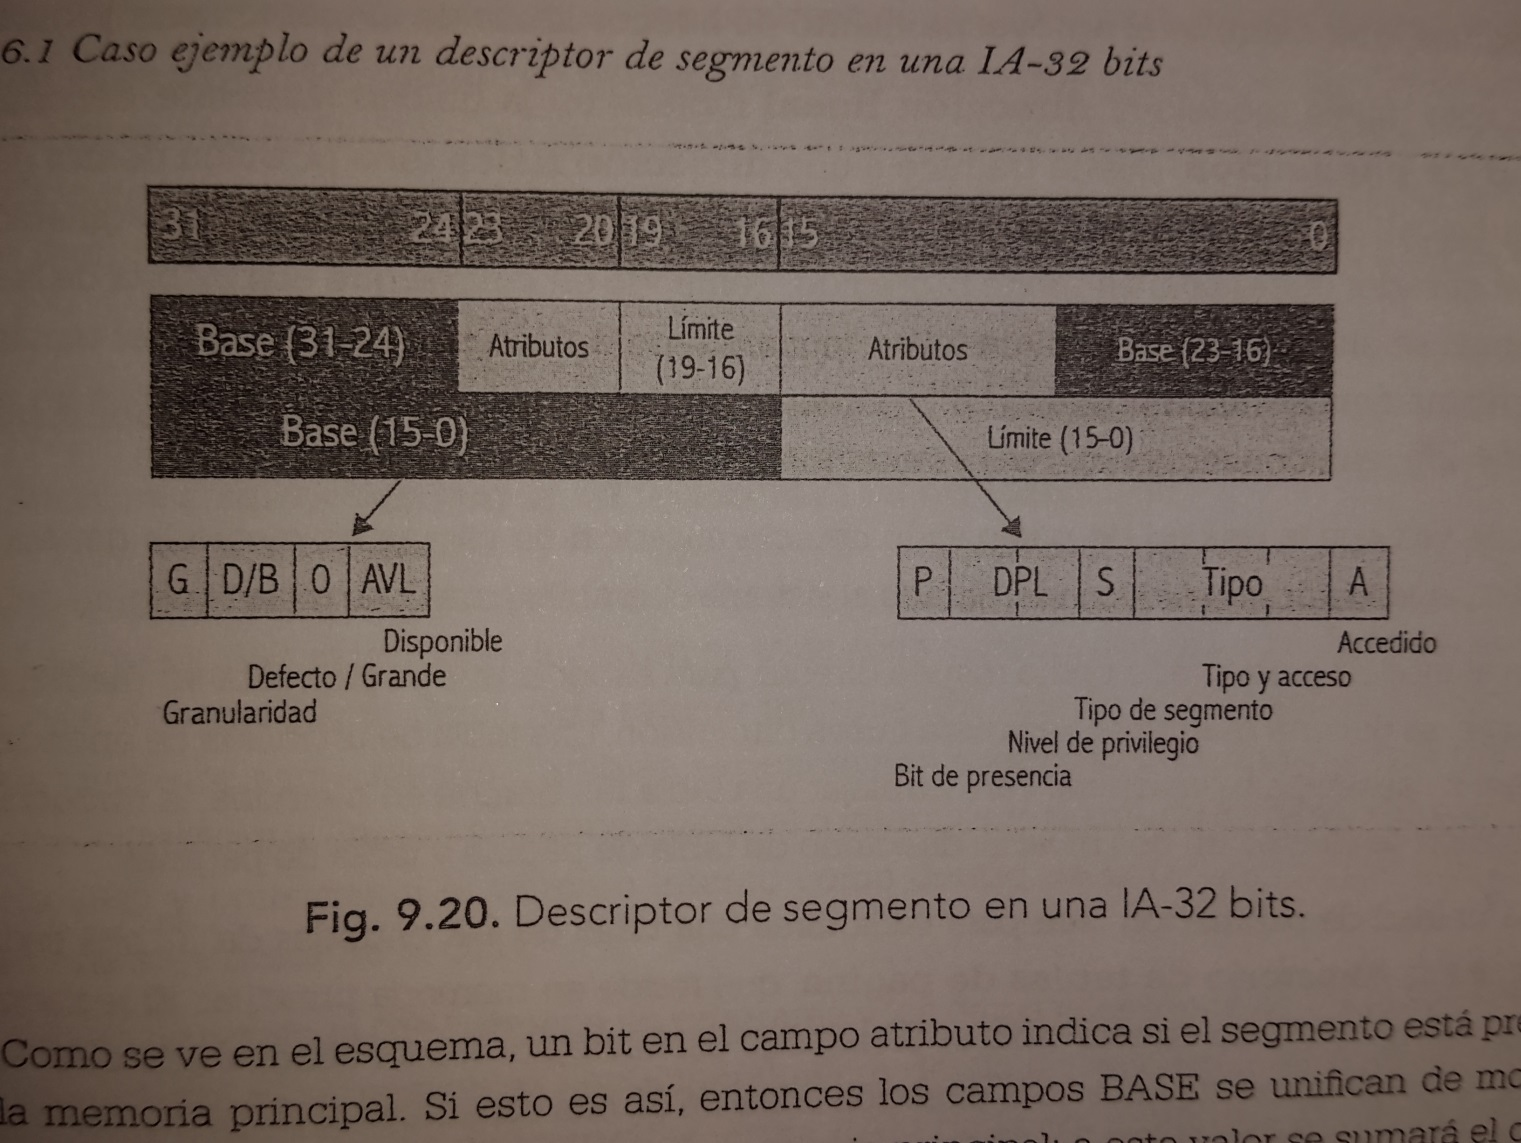 6.1 Caso ejemplo de un descriptor de segmento en una IA-32 bits
31 24 23 20 19 16 15 0
Base (31-24) Atributos Límite (19-16) Atributos Base (23-16)
Base (15-0) Límite (15-0)
G D/B 0 AVL
P DPL S Tipo A
Disponible
Defecto / Grande
Granularidad
Accedido
Tipo y acceso
Tipo de segmento
Nivel de privilegio
Bit de presencia
Fig. 9.20. Descriptor de segmento en una IA-32 bits.
Como se ve en el esquema, un bit en el campo atributo indica si el segmento está
la memoria principal. Si esto es así, entonces los campos BASE se unifican de
a este valor se sumará el